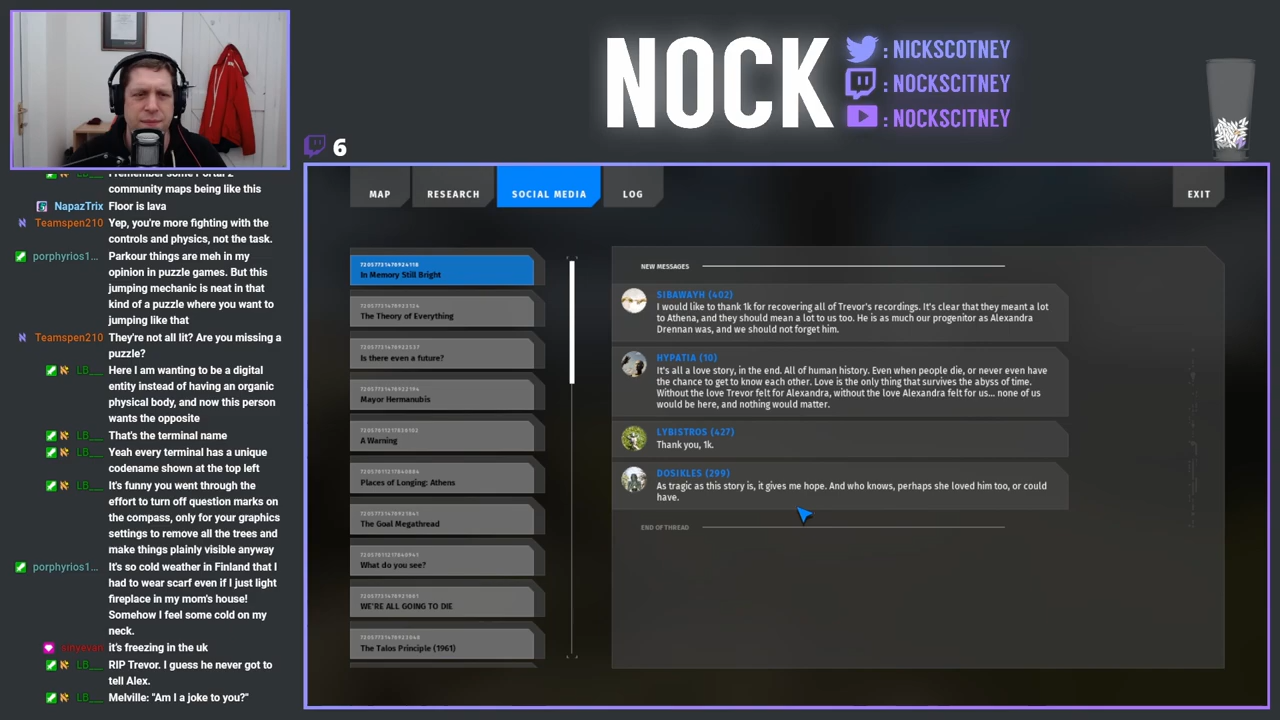 NOCK
: NICKSCOTNEY
: NOCKSCITNEY
: NOCKSCITNEY
6
community maps being like this
NapazTrix Floor is lava
Teamspen210 Yep, you're more fighting with the
controls and physics, not the task.
porphyrios1... Parkour things are meh in my
opinion in puzzle games. But this
jumping mechanic is neat in that
kind of a puzzle where you want to
jumping like that
Teamspen210 They're not all lit? Are you missing a
puzzle?
LB__ Here I am wanting to be a digital
entity instead of having an organic
physical body, and now this person
wants the opposite
LB__ That's the terminal name
LB__ Yeah every terminal has a unique
codename shown at the top left
LB__ It's funny you went through the
effort to turn off question marks on
the compass, only for your graphics
settings to remove all the trees and
make things plainly visible anyway
porphyrios1... It's so cold weather in Finland that I
had to wear scarf even if I just light
fireplace in my mom's house!
Somehow I feel some cold on my
neck.
it's freezing in the uk
LB__ RIP Trevor. I guess he never got to
tell Alex.
LB__ Melville: "Am I a joke to you?"
MAP
RESEARCH
SOCIAL MEDIA
LOG
EXIT
In Memory Still Bright
The Theory of Everything
Is there even a future?
Mayor Hermanubis
A Warning
Places of Longing: Athens
The Goal Megathread
What do you see?
WE'RE ALL GOING TO DIE
The Talos Principle (1961)
NEW MESSAGES
SIBAWAYH (402)
I would like to thank 1k for recovering all of Trevor's recordings. It's clear that they meant a lot
to Athena, and they should mean a lot to us too. He is as much our progenitor as Alexandra
Drennan was, and we should not forget him.
HYPATIA (10)
It's all a love story, in the end. All of human history. Even when people die, or never even have
the chance to get to know each other. Love is the only thing that survives the abyss of time.
Without the love Trevor felt for Alexandra, without the love Alexandra felt for us... none of us
would be here, and nothing would matter.
LYBISTROS (427)
Thank you, 1k.
DOSIKLES (299)
As tragic as this story is, it gives me hope. And who knows, perhaps she loved him too, or could
have.
END OF THREAD